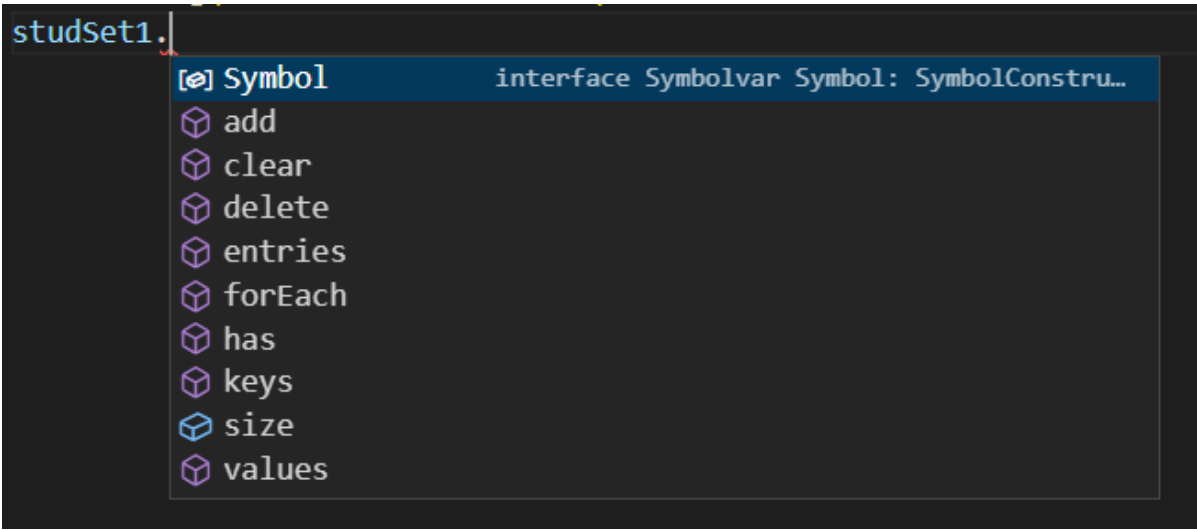 studSet1.
Symbol interface Symbolvar Symbol: SymbolConstru…
add
clear
delete
entries
forEach
has
keys
size
values